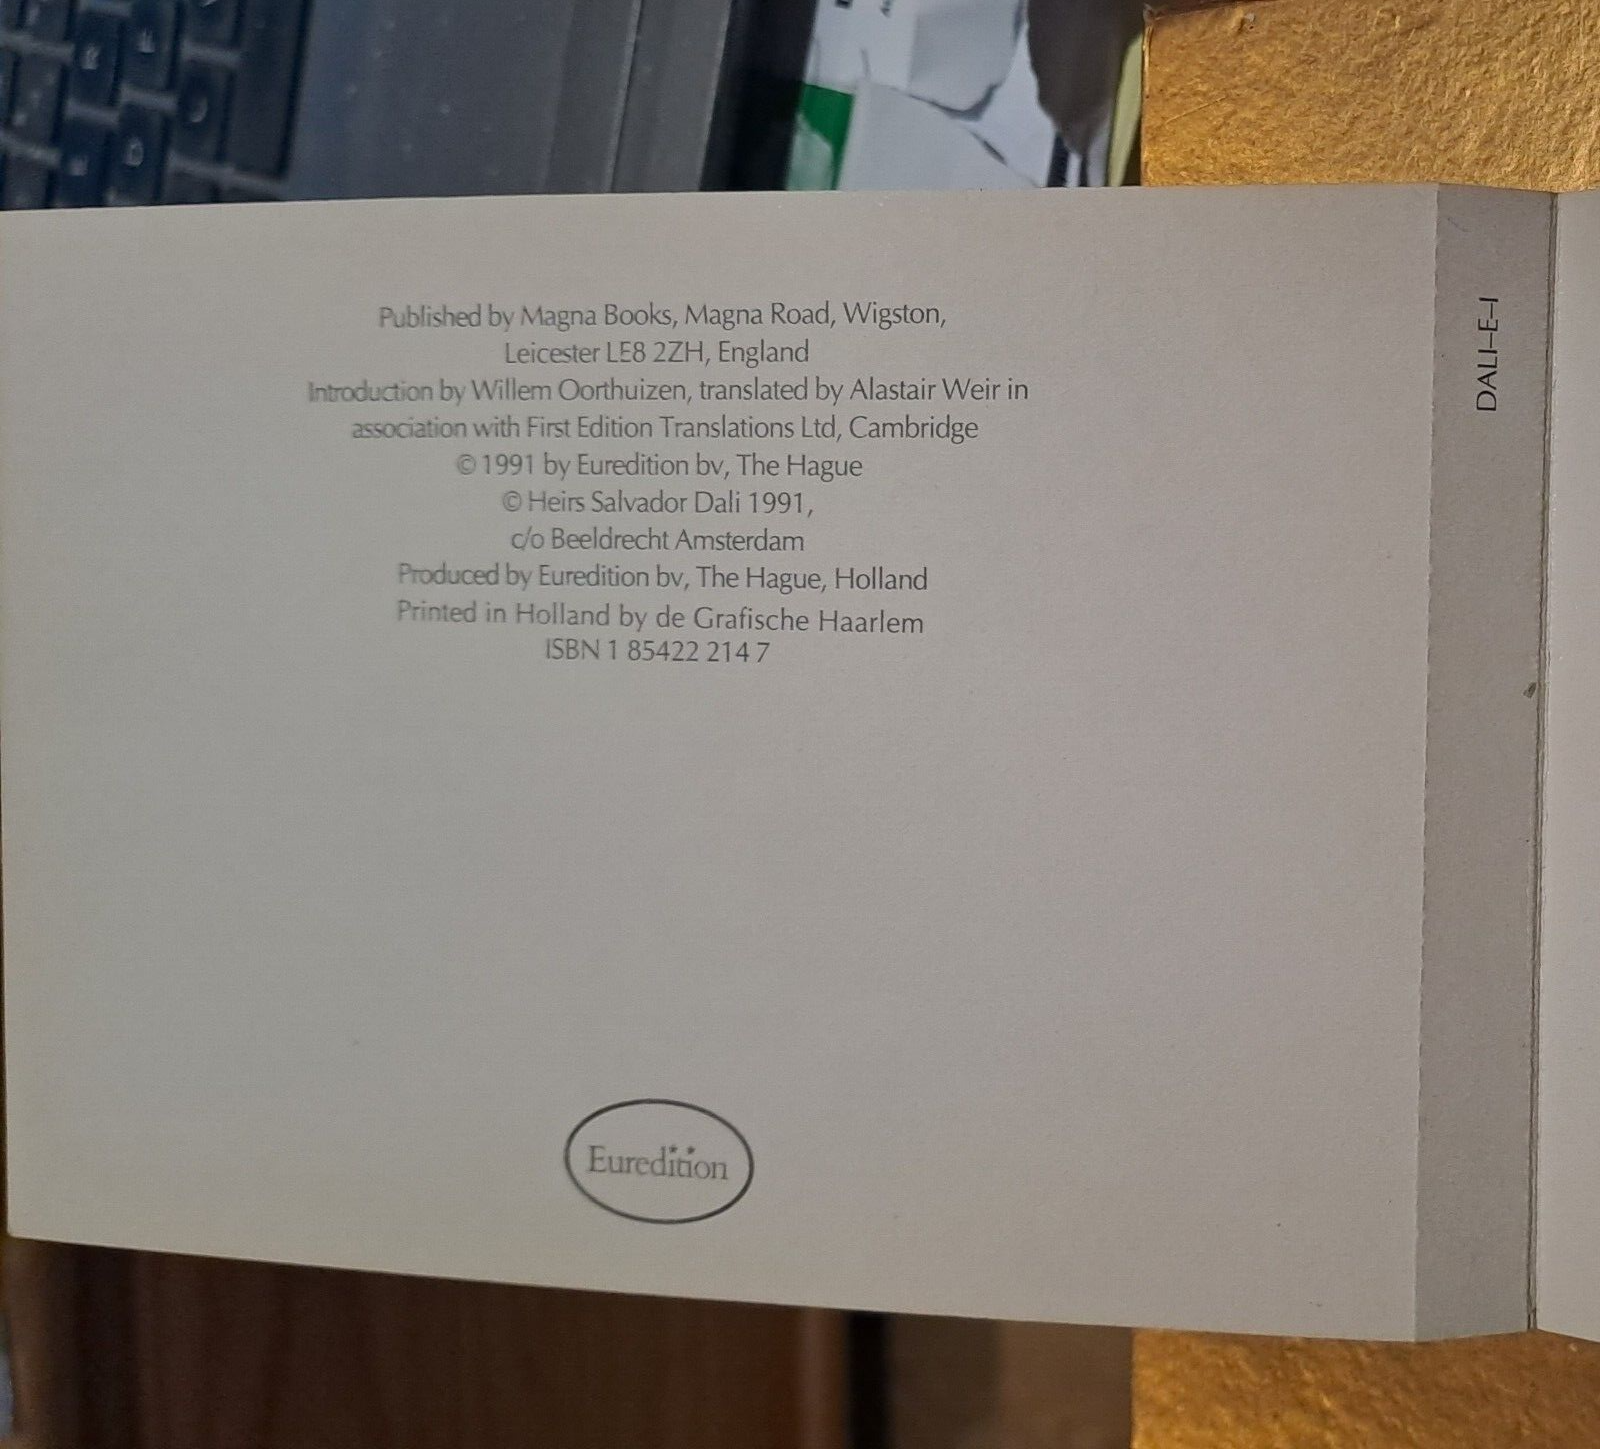 Published by Magna Books, Magna Road, Wigston,
Leicester LE8 2ZH, England
Introduction by Willem Oorthuizen, translated by Alastair Weir in
association with First Edition Translations Ltd, Cambridge
© 1991 by Euredition bv, The Hague
© Heirs Salvador Dali 1991,
c/o Beeldrecht Amsterdam
Produced by Euredition bv, The Hague, Holland
Printed in Holland by de Grafische Haarlem
ISBN 1 85422 214 7
Euredition
DALI–E–I